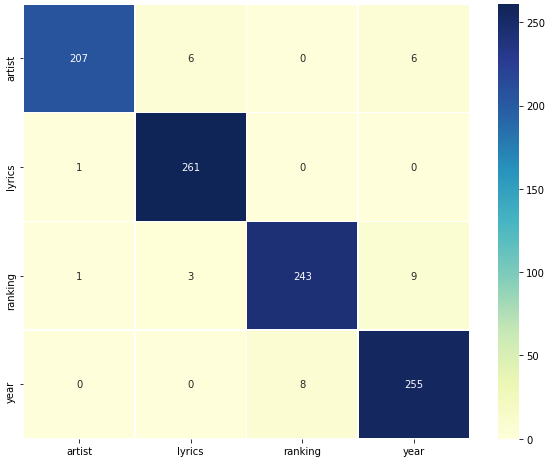 artist 207 6 0 6
lyrics 1 261 0 0
ranking 1 3 243 9
year 0 0 8 255
artist lyrics ranking year
250
200
150
100
50
0